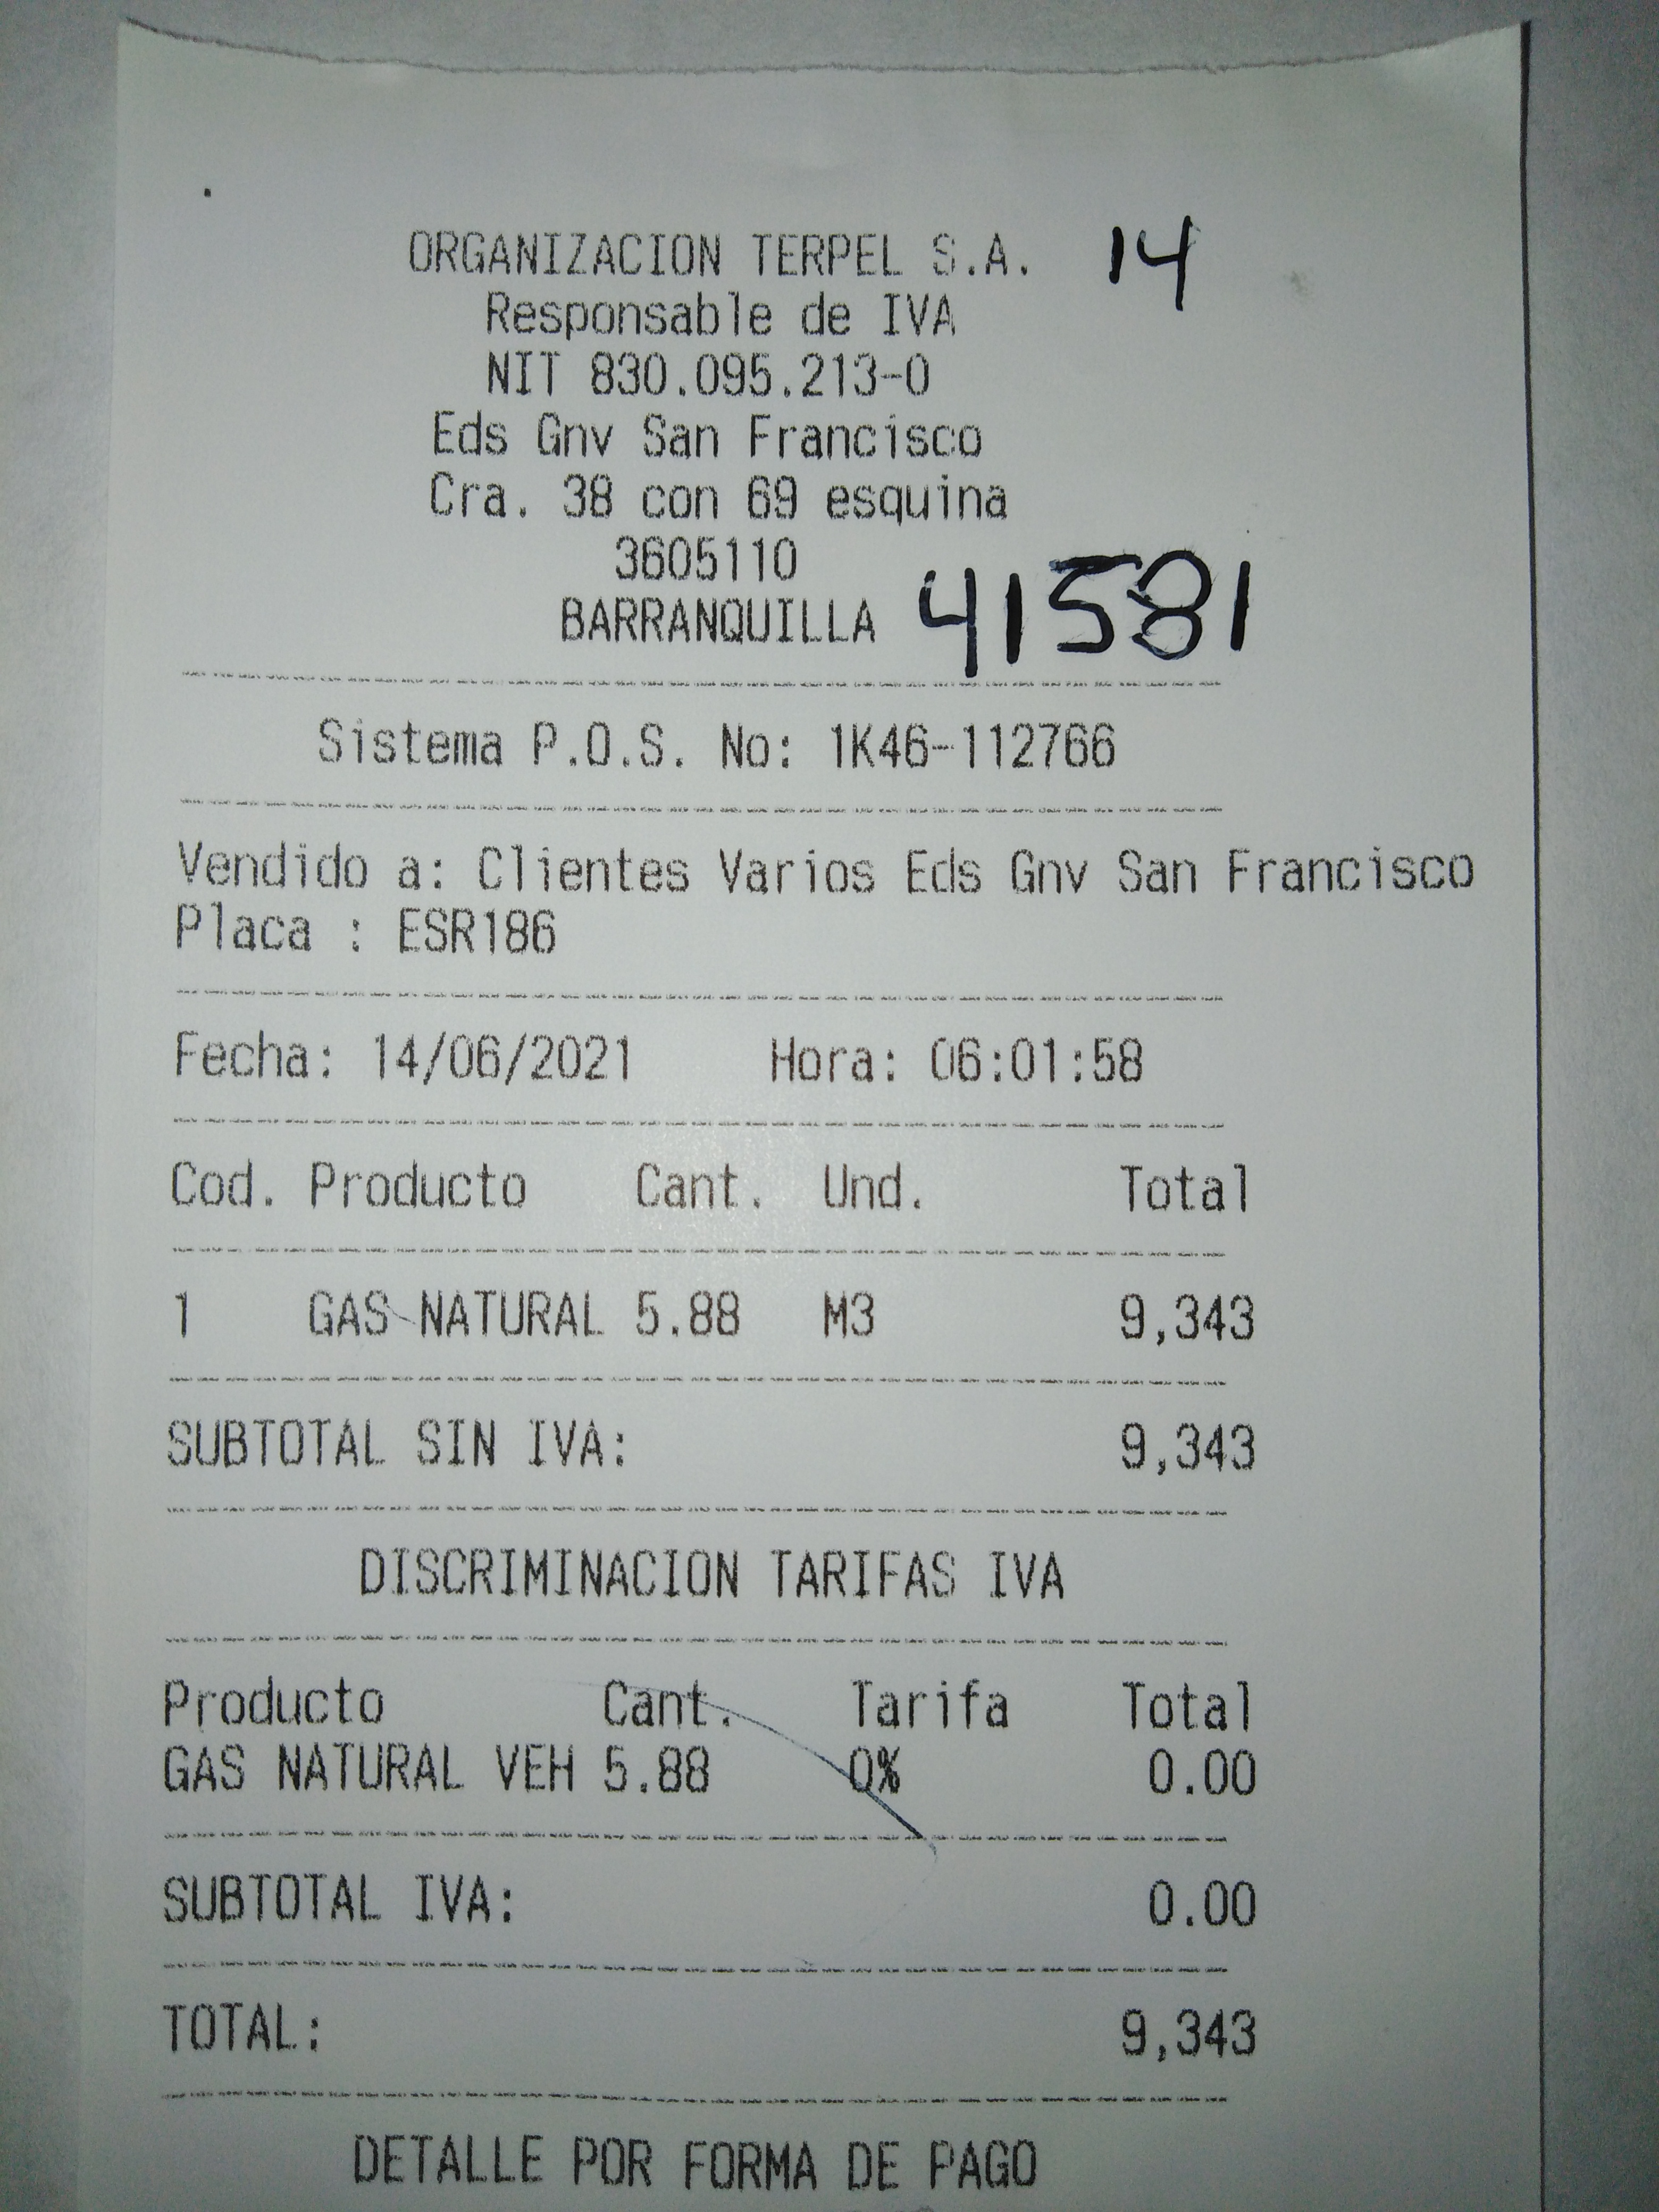 ORGANIZACION TERPEL S.A. 14
Responsable de IVA
NIT 830.095.213-0
Eds Gnv San Francisco
Cra. 38 con 69 esquina
3605110
BARRANQUILLA 41581
Sistema P.O.S. No: 1K46-112766
Vendido a: Clientes Varios Eds Gnv San Francisco
Placa : ESR186
Fecha: 14/06/2021 Hora: 06:01:58
Cod. Producto Cant. Und. Total
1 GAS NATURAL 5.88 M3 9,343
SUBTOTAL SIN IVA: 9,343
DISCRIMINACION TARIFAS IVA
Producto Cant. Tarifa Total
GAS NATURAL VEH 5.88 0% 0.00
SUBTOTAL IVA: 0.00
TOTAL: 9,343
DETALLE POR FORMA DE PAGO